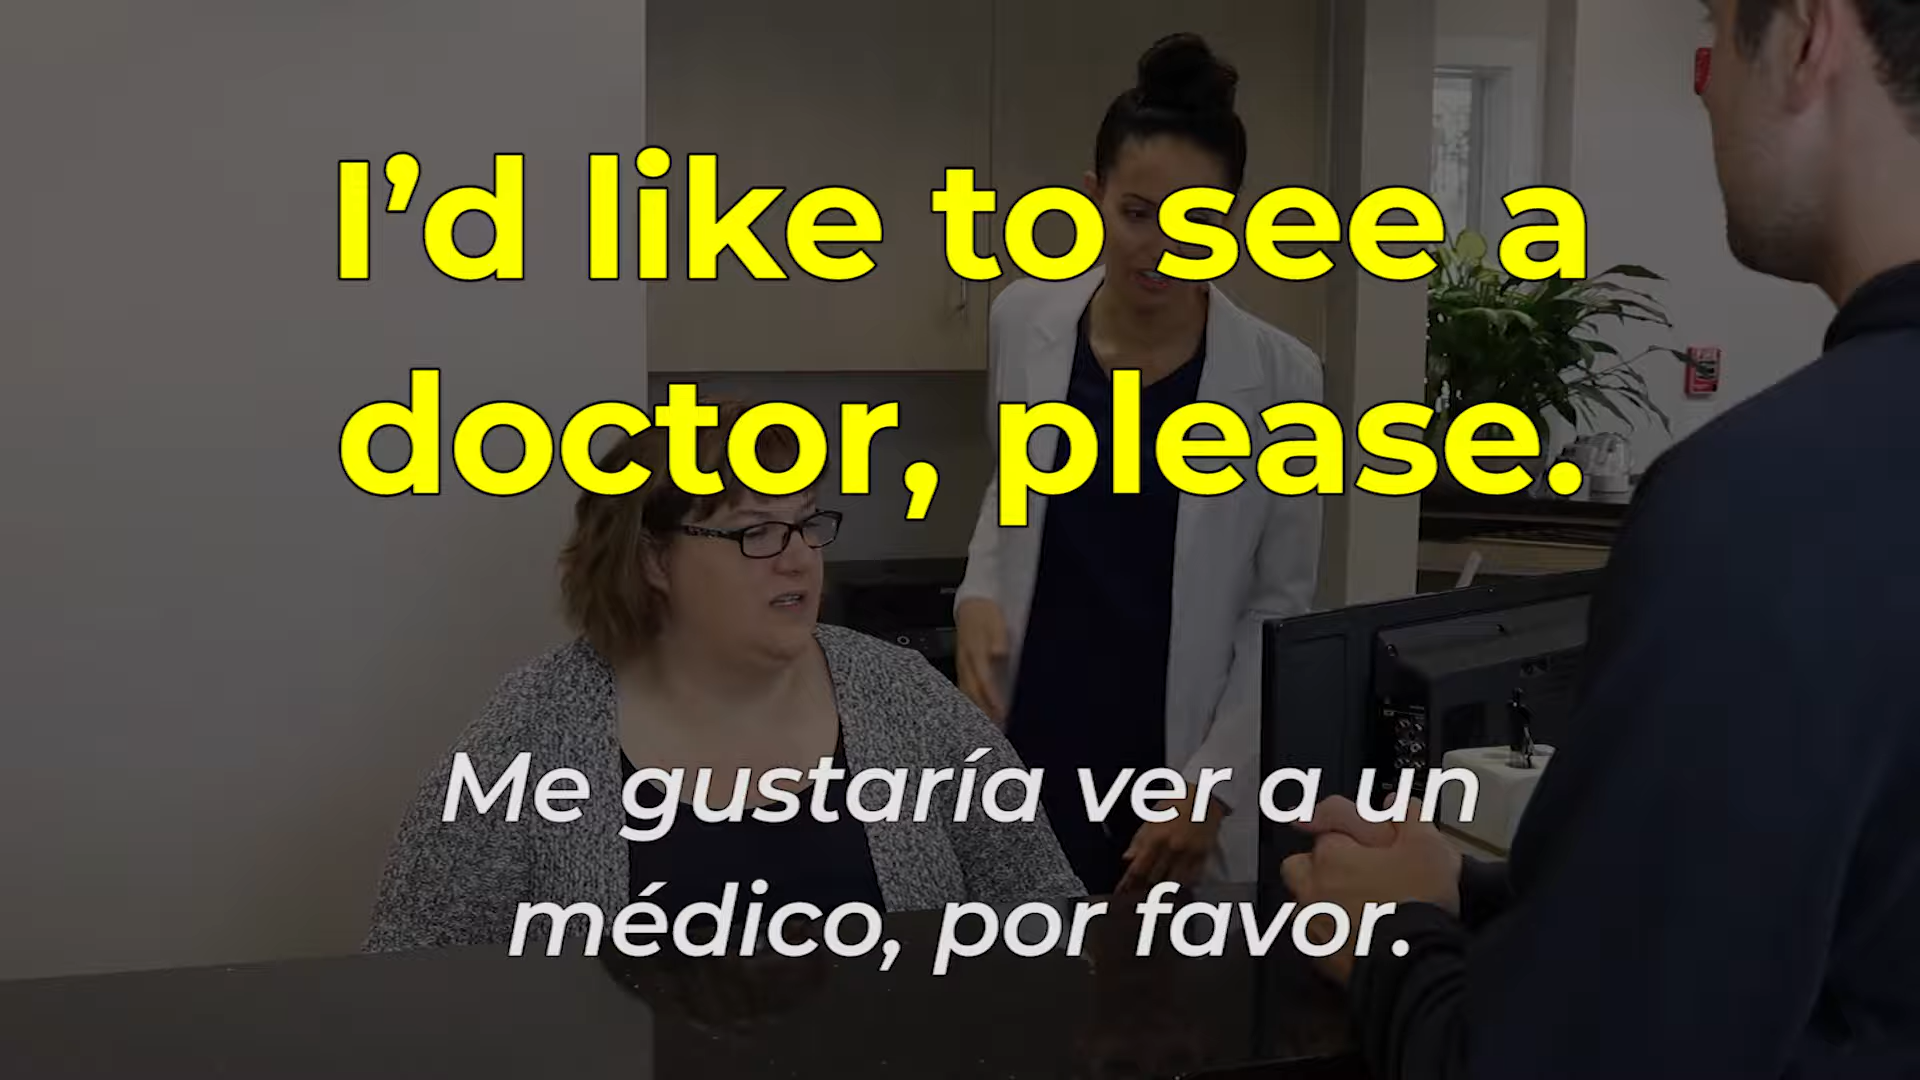 I’d like to see a
doctor, please.
Me gustaría ver a un
médico, por favor.